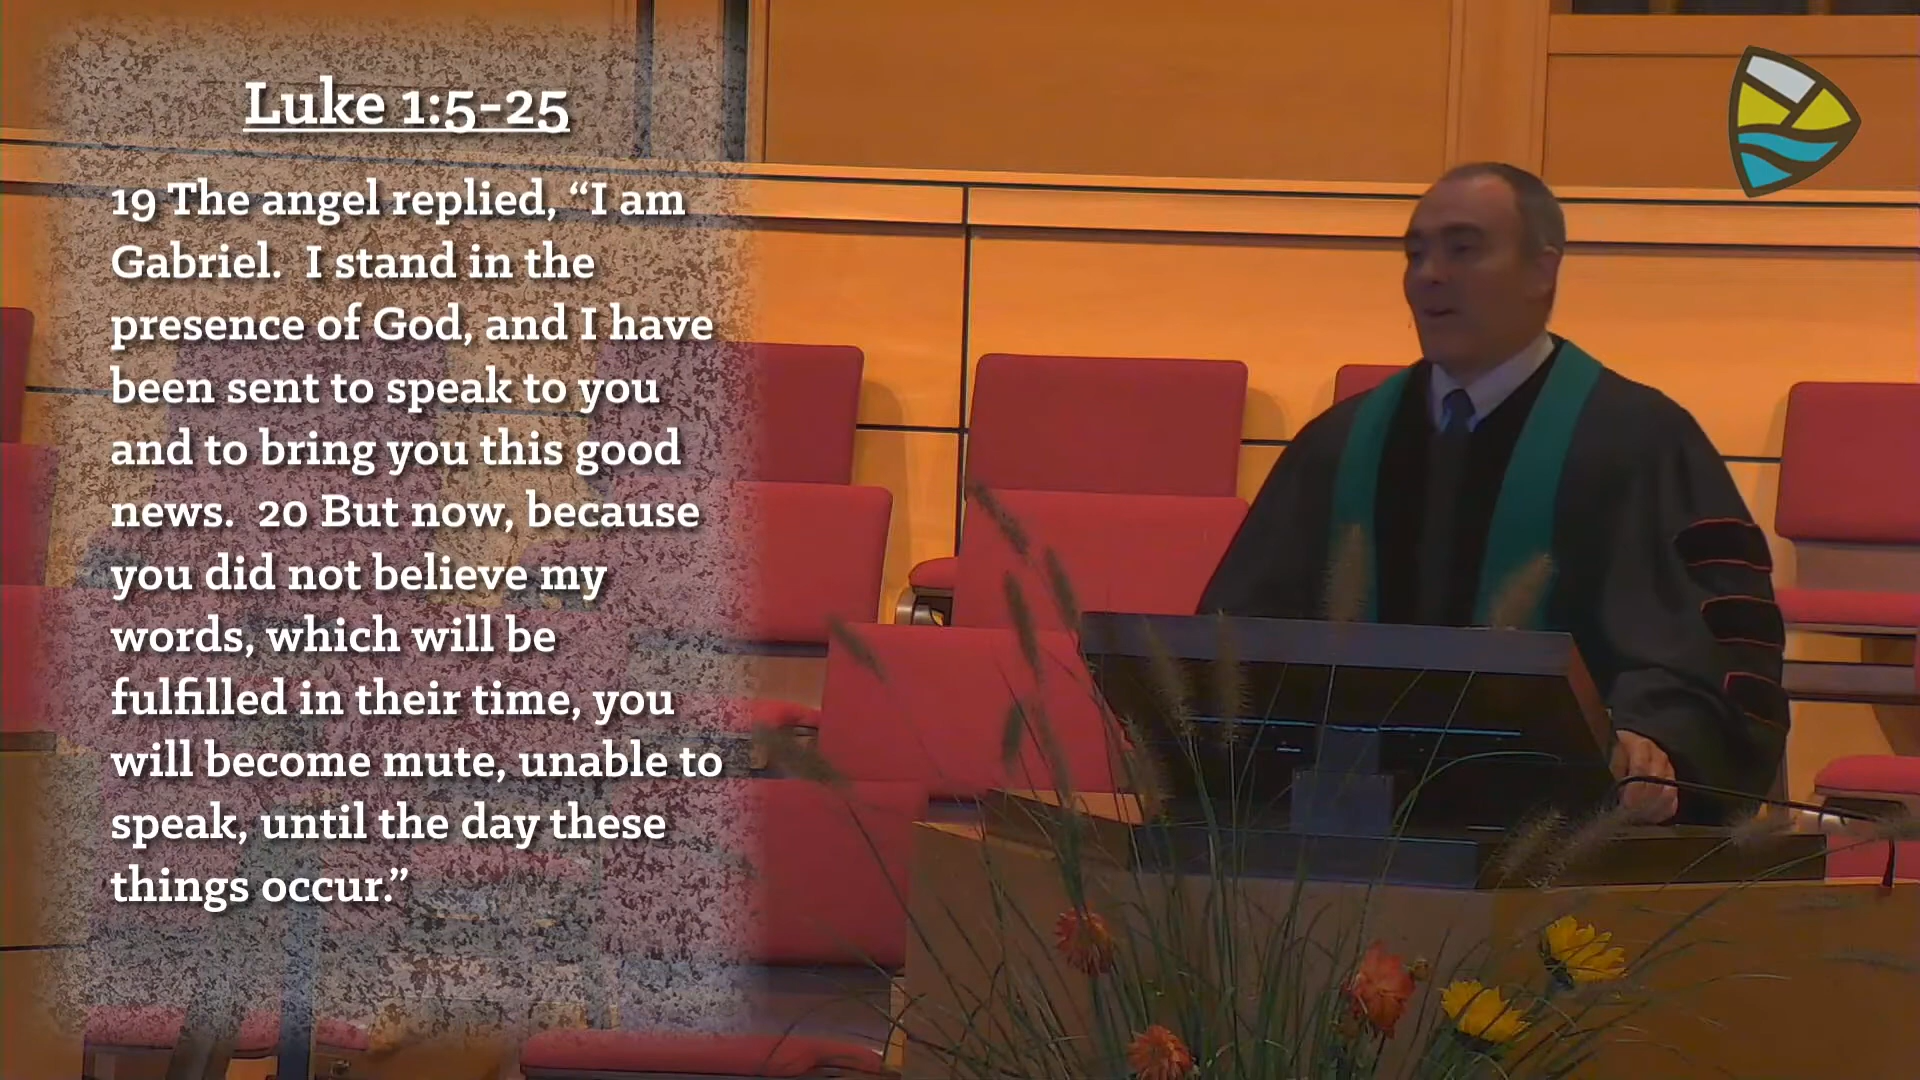 Luke 1:5-25
19 The angel replied, “I am
Gabriel.  I stand in the
presence of God, and I have
been sent to speak to you
and to bring you this good
news.  20 But now, because
you did not believe my
words, which will be
fulfilled in their time, you
will become mute, unable to
speak, until the day these
things occur.”